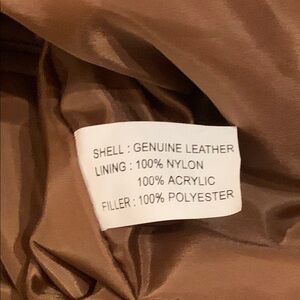 SHELL : GENUINE LEATHER
LINING : 100% NYLON
100% ACRYLIC
FILLER : 100% POLYESTER